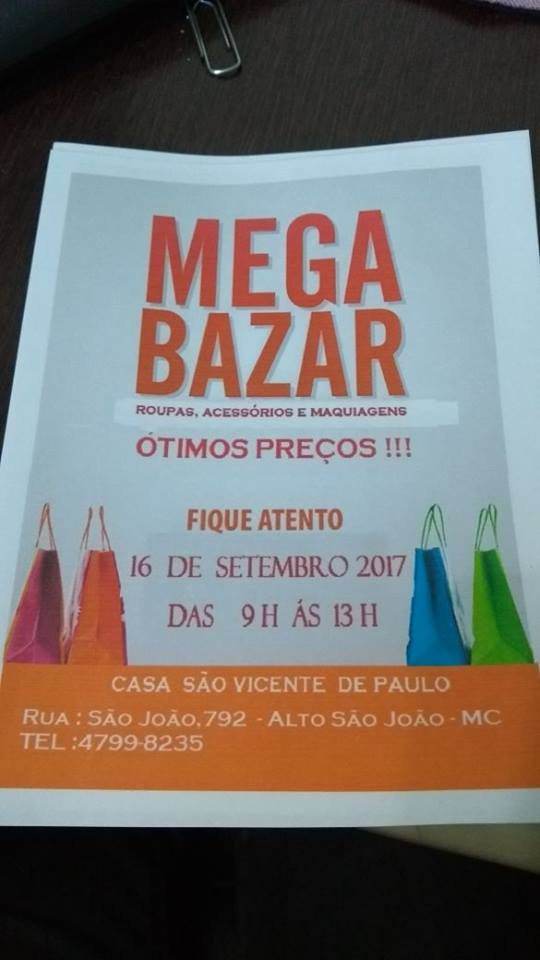 MEGA
BAZAR
ROUPAS, ACESSÓRIOS E MAQUIAGENS
ÓTIMOS PREÇOS !!!
FIQUE ATENTO
16 DE SETEMBRO 2017
DAS 9 H ÁS 13 H
CASA SÃO VICENTE DE PAULO
RUA : SÃO JOÃO,792 - ALTO SÃO JOÃO - MC
TEL :4799-8235